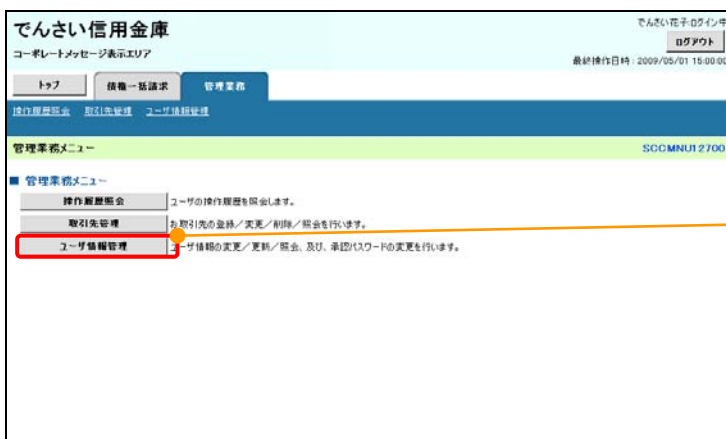 でんさい信用金庫
コーポレートメッセージ表示エリア
でんさい花子:ログイン中
ログアウト
最終操作日時:2009/05/01 15:00:00
トップ 債権一括請求 管理業務
操作履歴照会 取引先管理 ユーザ情報管理
管理業務メニュー SCCMNU12700
■ 管理業務メニュー
操作履歴照会 ユーザの操作履歴を照会します。
取引先管理 お取引先の登録/変更/削除/照会を行います。
ユーザ情報管理 ユーザ情報の変更/更新/照会、及び、承認パスワードの変更を行います。